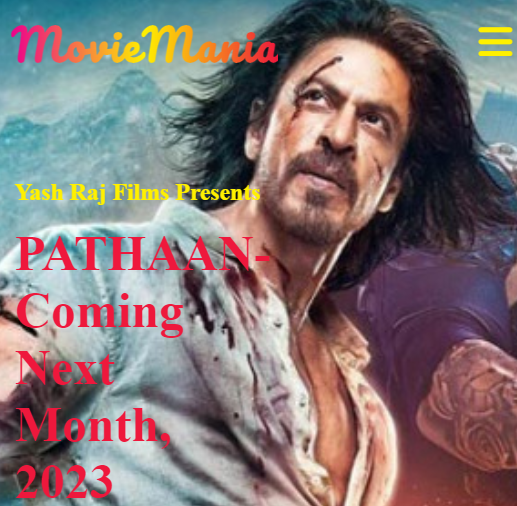 MovieMania
Yash Raj Films Presents
PATHAAN-
Coming
Next
Month,
2023